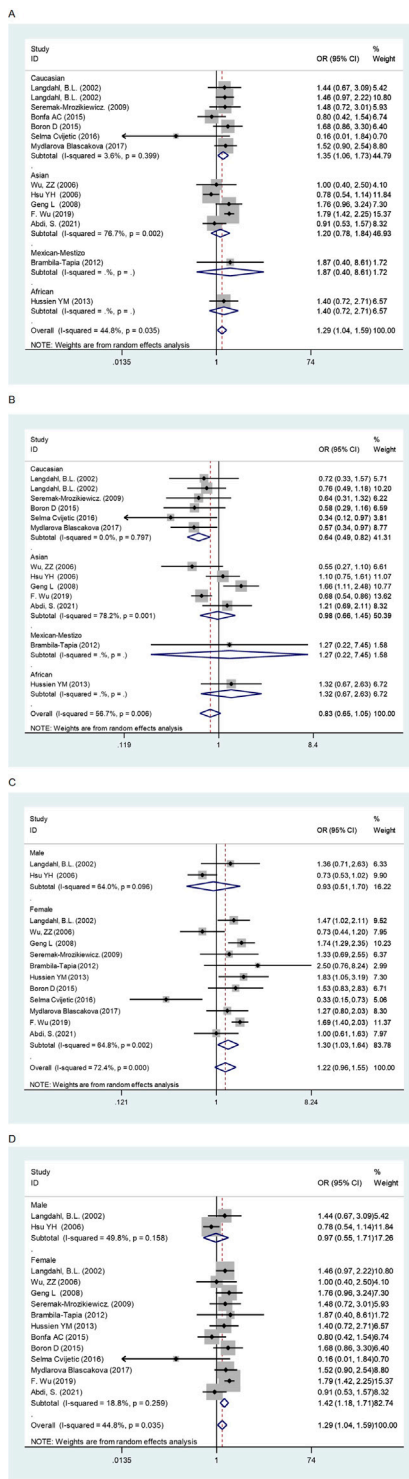 A
Study %
ID OR (95% CI) Weight
Caucasian
Langdahl, B.L. (2002) 1.44 (0.67, 3.09) 5.42
Langdahl, B.L. (2002) 1.46 (0.97, 2.22) 10.80
Seremak-Mrozikiewicz (2009) 1.48 (0.72, 3.01) 5.93
Bonfa AC (2015) 0.80 (0.42, 1.54) 6.74
Boron D (2015) 1.68 (0.86, 3.30) 6.40
Selma Cvijetic (2016) 0.16 (0.01, 1.84) 0.70
Mydlarova Blascakova (2017) 1.52 (0.90, 2.54) 8.80
Subtotal (I-squared = 3.6%, p = 0.399) 1.35 (1.06, 1.73) 44.79
.
Asian
Wu, ZZ (2006) 1.00 (0.40, 2.50) 4.10
Hsu YH (2006) 0.78 (0.54, 1.14) 11.84
Geng L (2008) 1.76 (0.96, 3.24) 7.30
F. Wu (2019) 1.79 (1.42, 2.25) 15.37
Abdi, S. (2021) 0.91 (0.53, 1.57) 8.32
Subtotal (I-squared = 76.7%, p = 0.002) 1.20 (0.78, 1.84) 46.93
.
Mexican-Mestizo
Brambila-Tapia (2012) 1.87 (0.40, 8.61) 1.72
Subtotal (I-squared = .%, p = .) 1.87 (0.40, 8.61) 1.72
.
African
Hussien YM (2013) 1.40 (0.72, 2.71) 6.57
Subtotal (I-squared = .%, p = .) 1.40 (0.72, 2.71) 6.57
.
Overall (I-squared = 44.8%, p = 0.035) 1.29 (1.04, 1.59) 100.00
NOTE: Weights are from random effects analysis
.0135 1 74
B
Study %
ID OR (95% CI) Weight
Caucasian
Langdahl, B.L. (2002) 0.72 (0.33, 1.57) 5.71
Langdahl, B.L. (2002) 0.76 (0.49, 1.18) 10.20
Seremak-Mrozikiewicz. (2009) 0.64 (0.31, 1.32) 6.22
Boron D (2015) 0.58 (0.29, 1.16) 6.59
Selma Cvijetic (2016) 0.34 (0.12, 0.97) 3.81
Mydlarova Blascakova (2017) 0.57 (0.34, 0.97) 8.77
Subtotal (I-squared = 0.0%, p = 0.797) 0.64 (0.49, 0.82) 41.31
.
Asian
Wu, ZZ (2006) 0.55 (0.27, 1.10) 6.61
Hsu YH (2006) 1.10 (0.75, 1.61) 11.07
Geng L (2008) 1.66 (1.11, 2.48) 10.77
F. Wu (2019) 0.68 (0.54, 0.86) 13.62
Abdi, S. (2021) 1.21 (0.69, 2.11) 8.32
Subtotal (I-squared = 78.2%, p = 0.001) 0.98 (0.66, 1.45) 50.39
.
Mexican-Mestizo
Brambila-Tapia (2012) 1.27 (0.22, 7.45) 1.58
Subtotal (I-squared = .%, p = .) 1.27 (0.22, 7.45) 1.58
.
African
Hussien YM (2013) 1.32 (0.67, 2.63) 6.72
Subtotal (I-squared = .%, p = .) 1.32 (0.67, 2.63) 6.72
.
Overall (I-squared = 56.7%, p = 0.006) 0.83 (0.65, 1.05) 100.00
NOTE: Weights are from random effects analysis
.119 1 8.4
C
Study %
ID OR (95% CI) Weight
Male
Langdahl, B.L. (2002) 1.36 (0.71, 2.63) 6.33
Hsu YH (2006) 0.73 (0.53, 1.02) 9.90
Subtotal (I-squared = 64.0%, p = 0.096) 0.93 (0.51, 1.70) 16.22
.
Female
Langdahl, B.L. (2002) 1.47 (1.02, 2.11) 9.52
Wu, ZZ (2006) 0.73 (0.44, 1.20) 7.95
Geng L (2008) 1.74 (1.29, 2.35) 10.23
Seremak-Mrozikiewicz. (2009) 1.33 (0.69, 2.55) 6.37
Brambila-Tapia (2012) 2.50 (0.76, 8.24) 2.99
Hussien YM (2013) 1.83 (1.05, 3.19) 7.30
Boron D (2015) 1.53 (0.83, 2.83) 6.71
Selma Cvijetic (2016) 0.33 (0.15, 0.73) 5.06
Mydlarova Blascakova (2017) 1.27 (0.80, 2.03) 8.30
F. Wu (2019) 1.69 (1.40, 2.03) 11.37
Abdi, S. (2021) 1.00 (0.61, 1.63) 7.97
Subtotal (I-squared = 64.8%, p = 0.002) 1.30 (1.03, 1.64) 83.78
.
Overall (I-squared = 72.4%, p = 0.000) 1.22 (0.96, 1.55) 100.00
NOTE: Weights are from random effects analysis
.121 1 8.24
D
Study %
ID OR (95% CI) Weight
Male
Langdahl, B.L. (2002) 1.44 (0.67, 3.09) 5.42
Hsu YH (2006) 0.78 (0.54, 1.14) 11.84
Subtotal (I-squared = 49.8%, p = 0.158) 0.97 (0.55, 1.71) 17.26
.
Female
Langdahl, B.L. (2002) 1.46 (0.97, 2.22) 10.80
Wu, ZZ (2006) 1.00 (0.40, 2.50) 4.10
Geng L (2008) 1.76 (0.96, 3.24) 7.30
Seremak-Mrozikiewicz. (2009) 1.48 (0.72, 3.01) 5.93
Brambila-Tapia (2012) 1.87 (0.40, 8.61) 1.72
Hussien YM (2013) 1.40 (0.72, 2.71) 6.57
Bonfa AC (2015) 0.80 (0.42, 1.54) 6.74
Boron D (2015) 1.68 (0.86, 3.30) 6.40
Selma Cvijetic (2016) 0.16 (0.01, 1.84) 0.70
Mydlarova Blascakova (2017) 1.52 (0.90, 2.54) 8.80
F. Wu (2019) 1.79 (1.42, 2.25) 15.37
Abdi, S. (2021) 0.91 (0.53, 1.57) 8.32
Subtotal (I-squared = 18.8%, p = 0.259) 1.42 (1.18, 1.71) 82.74
.
Overall (I-squared = 44.8%, p = 0.035) 1.29 (1.04, 1.59) 100.00
NOTE: Weights are from random effects analysis
.0135 1 74